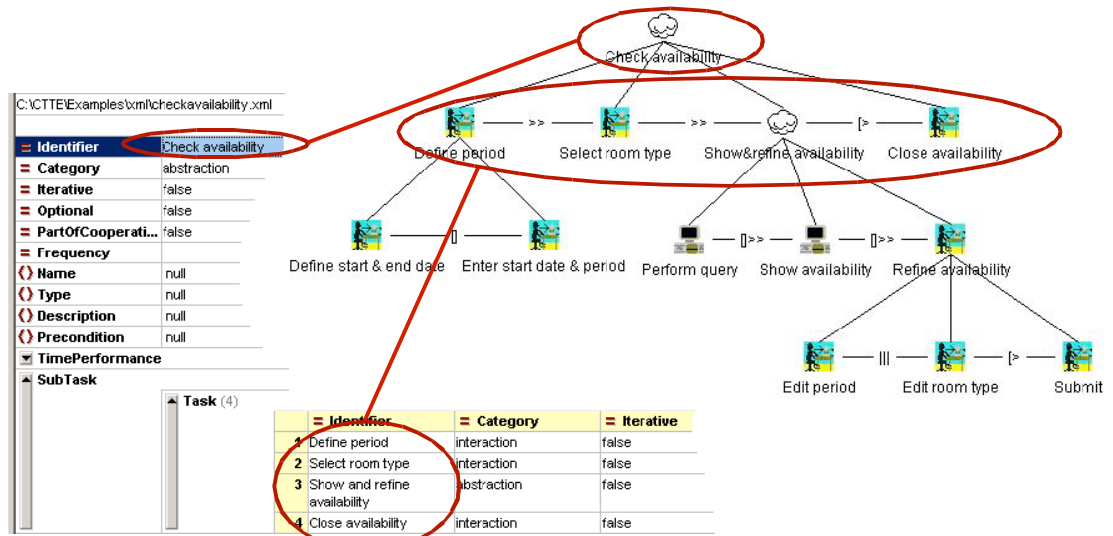 Check availability
C:\CTTE\Examples\xml\checkavailability.xml
= Identifier Check availability
= Category abstraction
= Iterative false
= Optional false
= PartOfCooperati... false
= Frequency
() Name null
() Type null
() Description null
() Precondition null
TimePerformance
SubTask
Task (4)
>> >> [>
Define period Select room type Show&refine availability Close availability
[] []>> []>>
Define start & end date Enter start date & period Perform query Show availability Refine availability
||| [>
Edit period Edit room type Submit
= Identifier = Category = Iterative
1 Define period interaction false
2 Select room type interaction false
3 Show and refine abstraction false
availability
4 Close availability interaction false